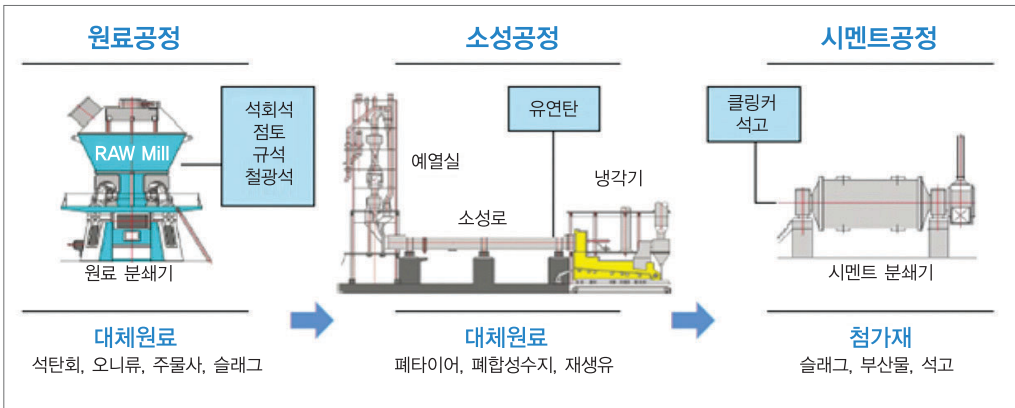 원료공정
소성공정
시멘트공정
석회석
점토
규석
철광석
RAW Mill
원료 분쇄기
유연탄
예열실
소성로
냉각기
클링커
석고
시멘트 분쇄기
대체원료
석탄회, 오니류, 주물사, 슬래그
대체원료
폐타이어, 폐합성수지, 재생유
첨가재
슬래그, 부산물, 석고